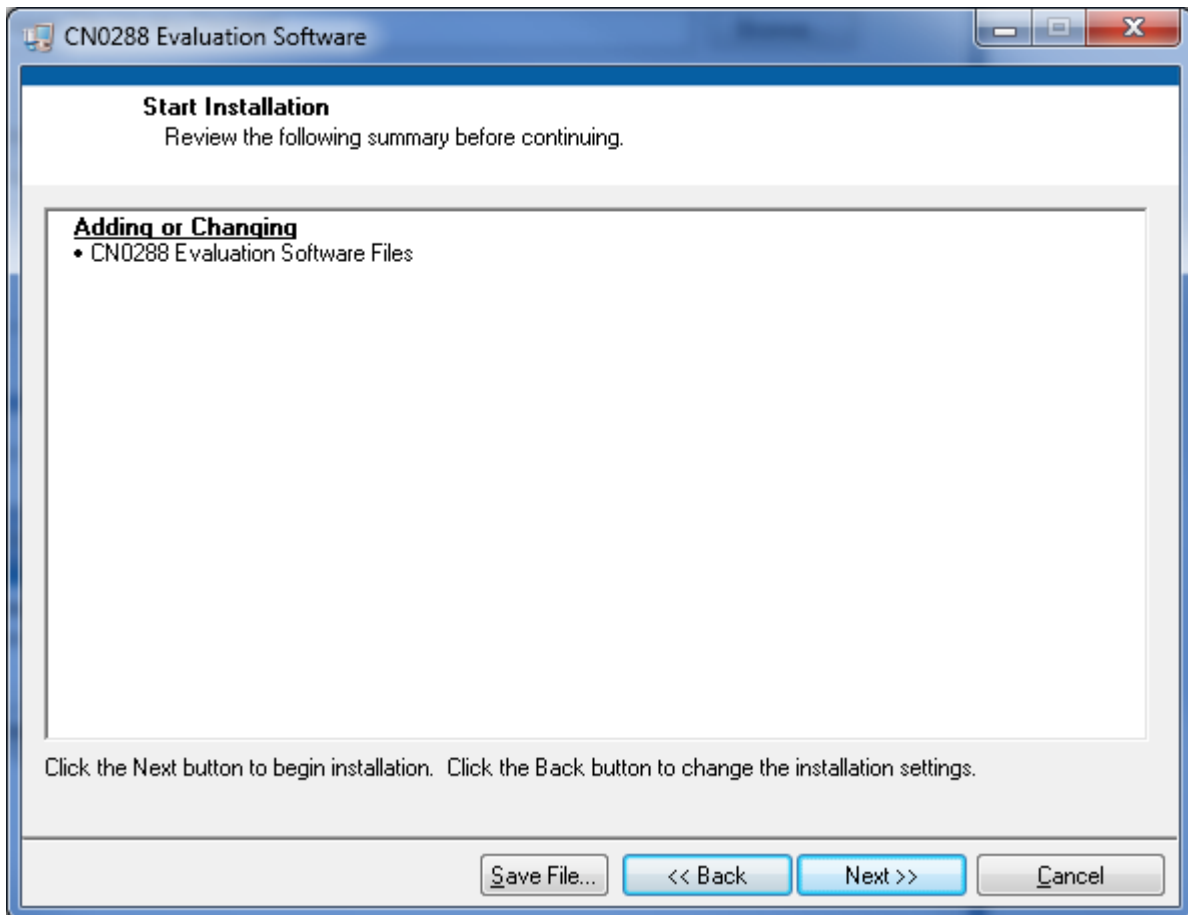 CN0288 Evaluation Software
Start Installation
Review the following summary before continuing.
Adding or Changing
• CN0288 Evaluation Software Files
Click the Next button to begin installation.  Click the Back button to change the installation settings.
Save File... << Back Next >> Cancel